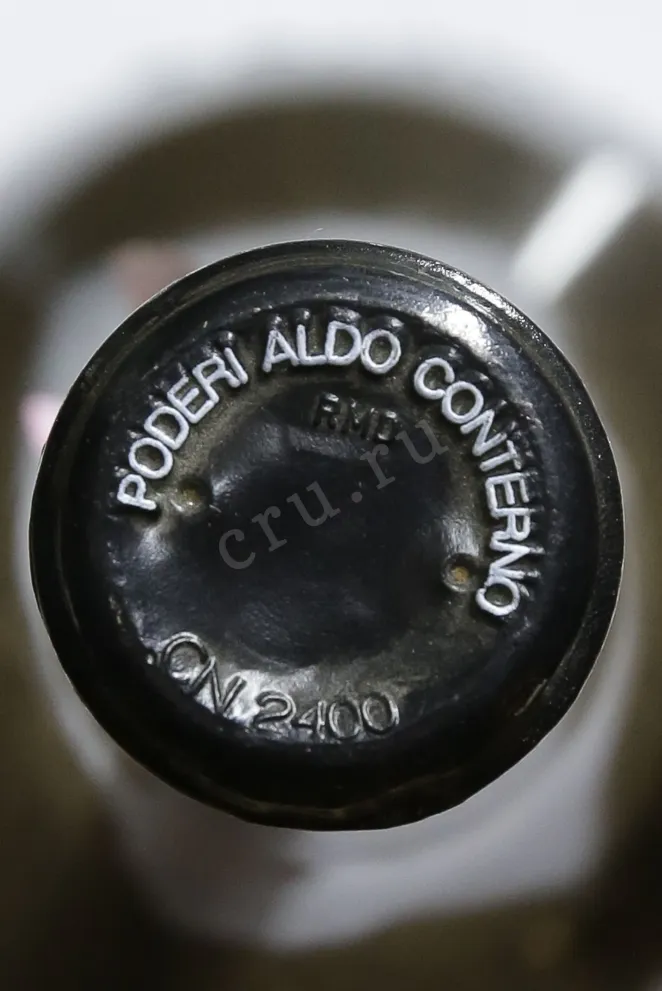 PODERI ALDO CONTERNO
RMD
cru.ru
CN 2400